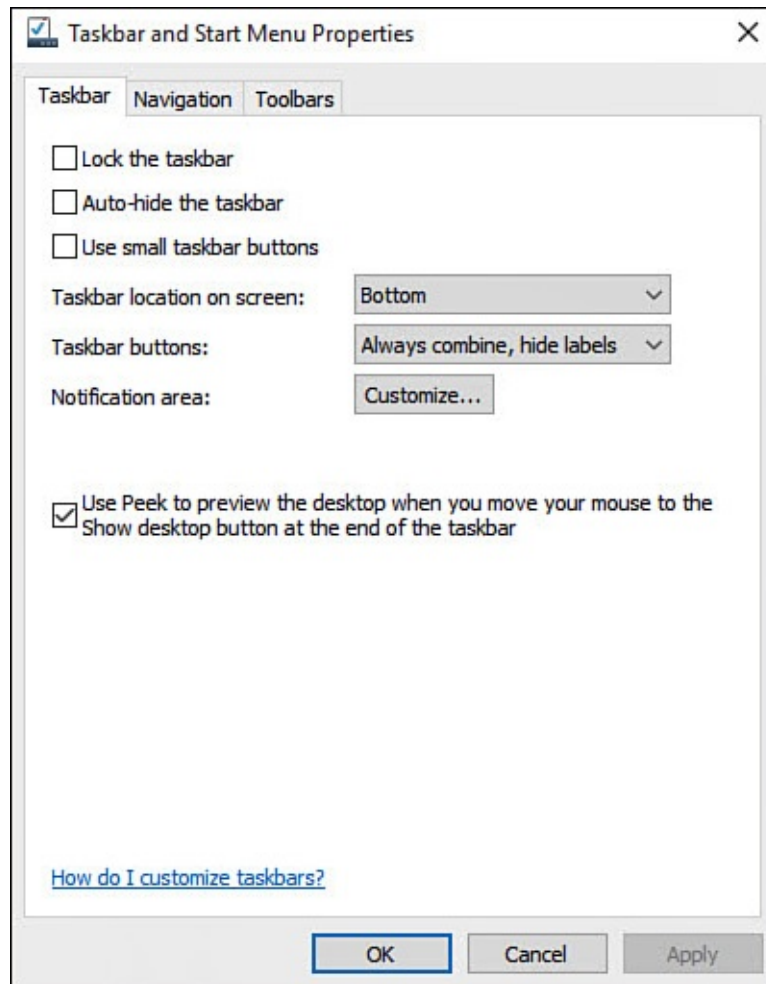 Taskbar and Start Menu Properties
Taskbar
Navigation
Toolbars
Lock the taskbar
Auto-hide the taskbar
Use small taskbar buttons
Taskbar location on screen:
Bottom
Taskbar buttons:
Always combine, hide labels
Notification area:
Customize...
Use Peek to preview the desktop when you move your mouse to the
Show desktop button at the end of the taskbar
How do I customize taskbars?
OK
Cancel
Apply